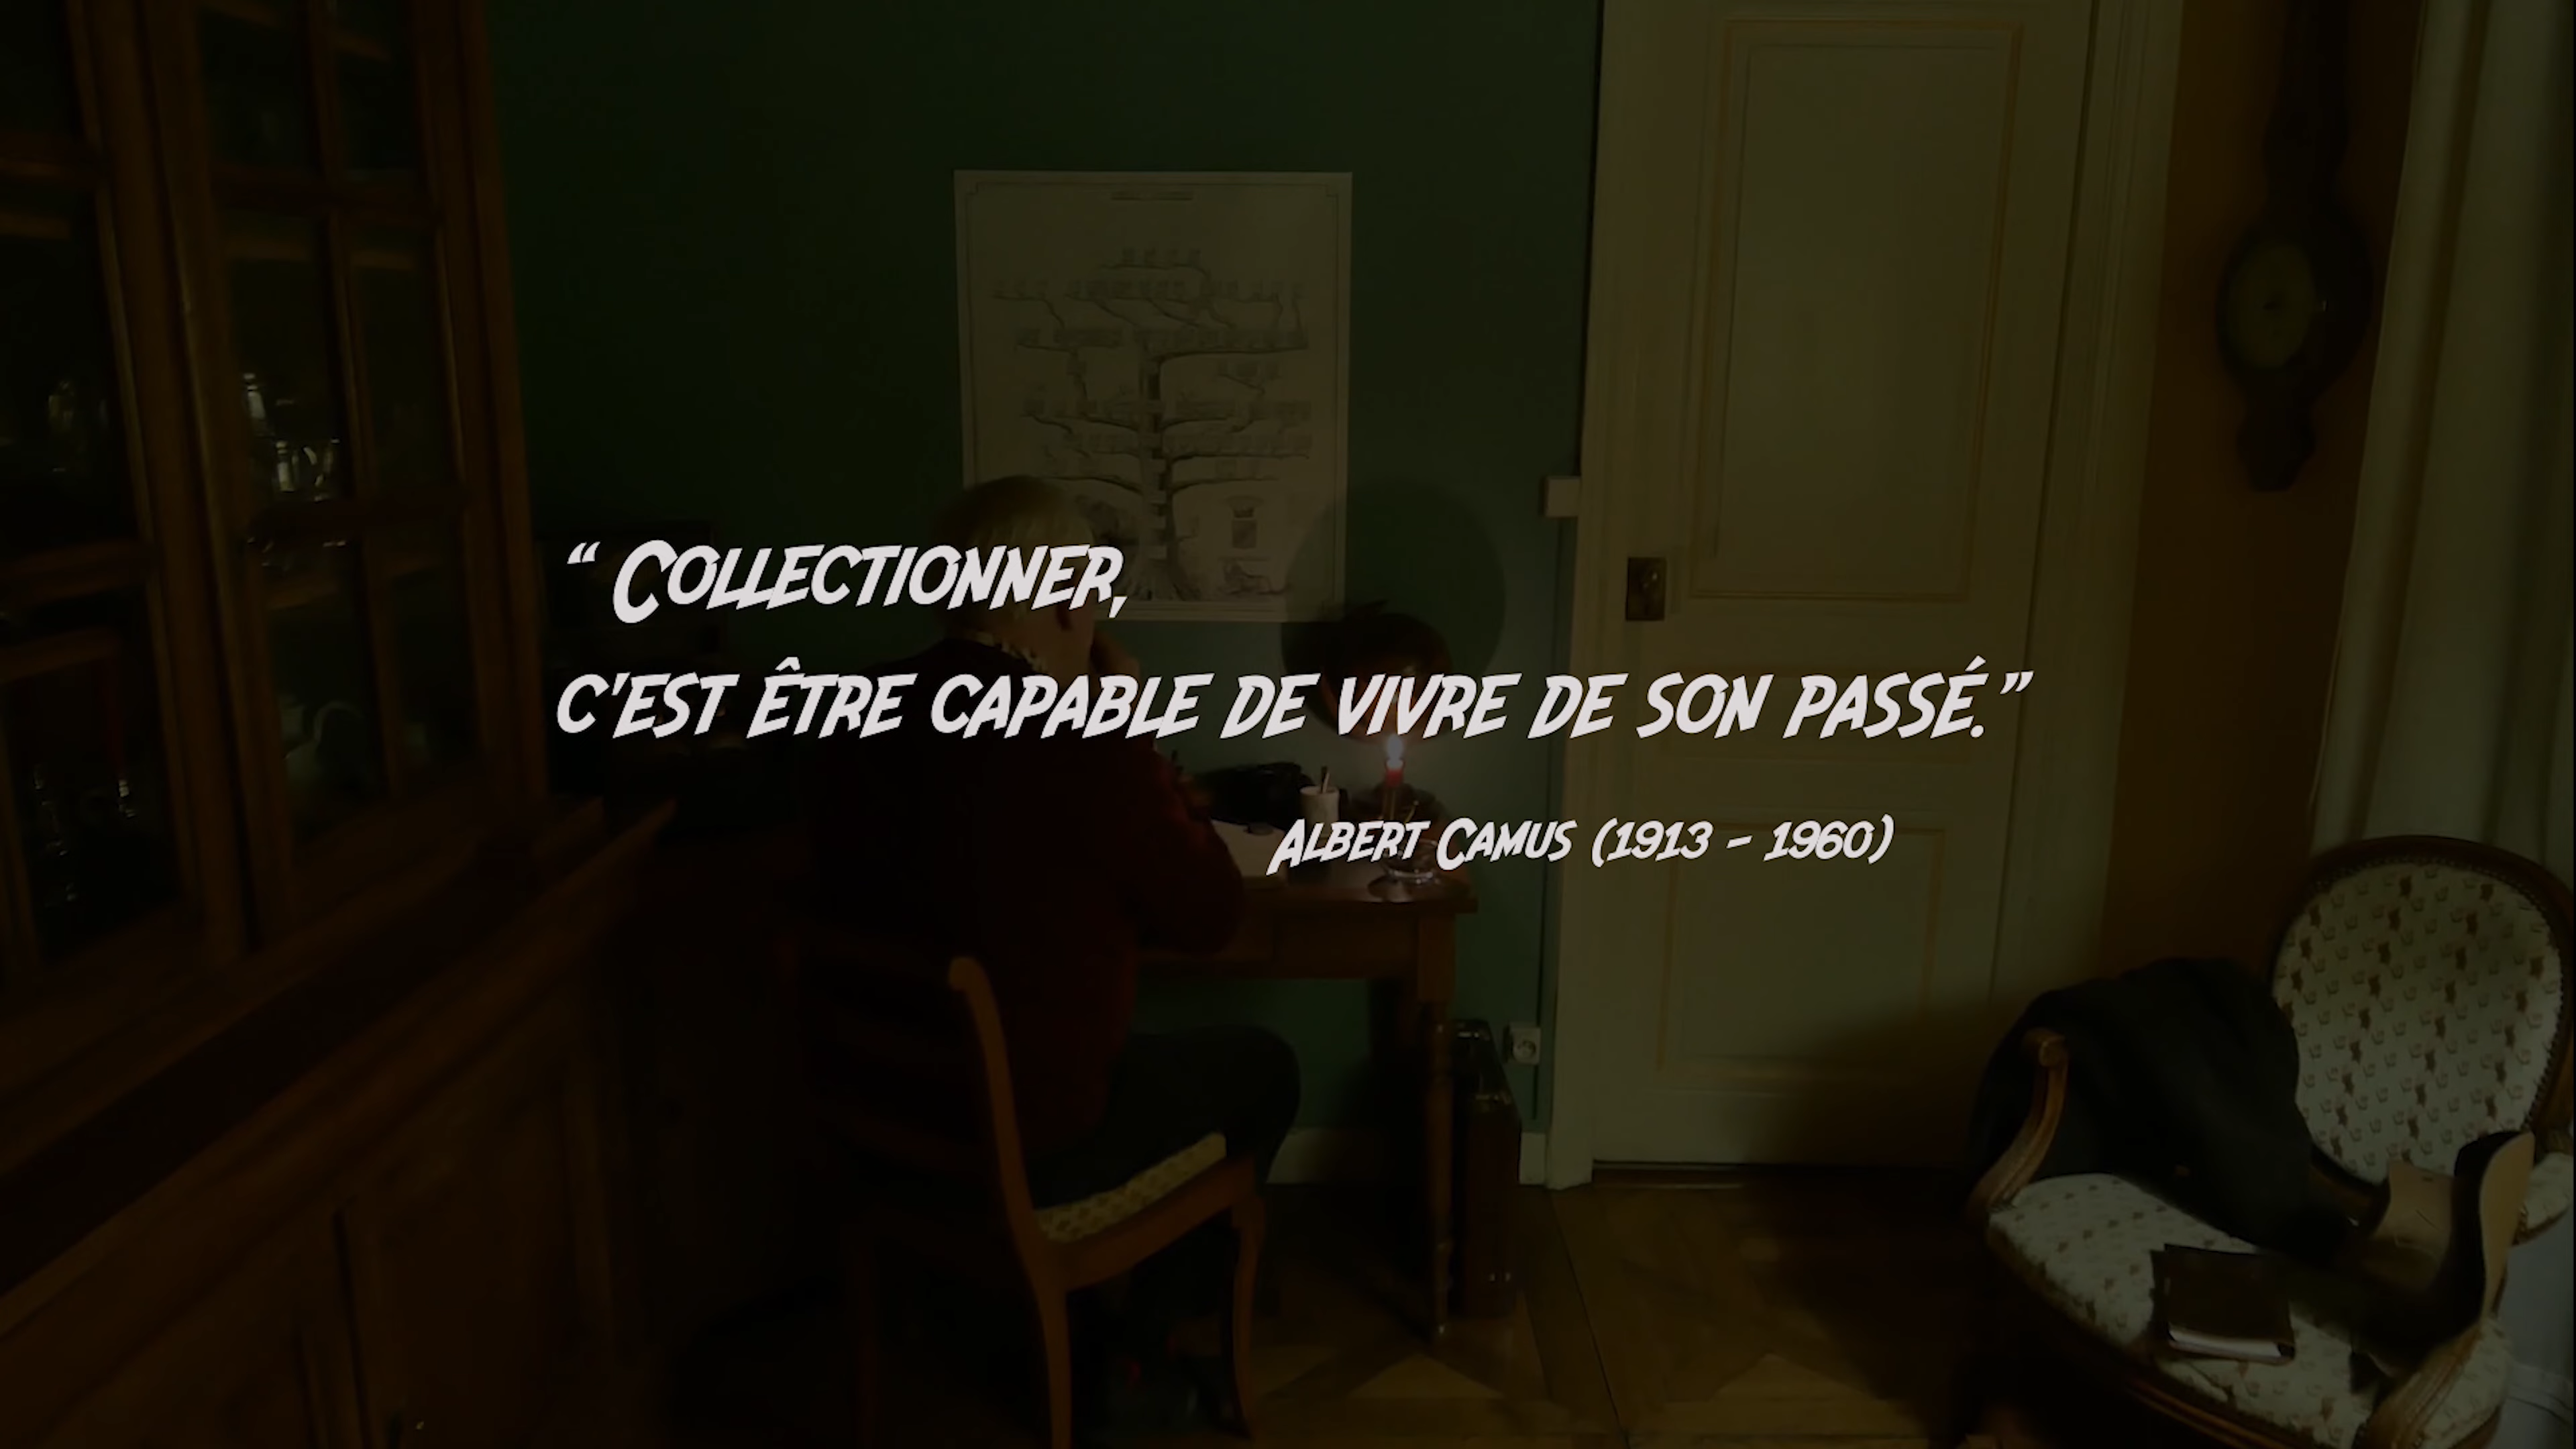 “ Collectionner,
c'est être capable de vivre de son passé.”
Albert Camus (1913 - 1960)